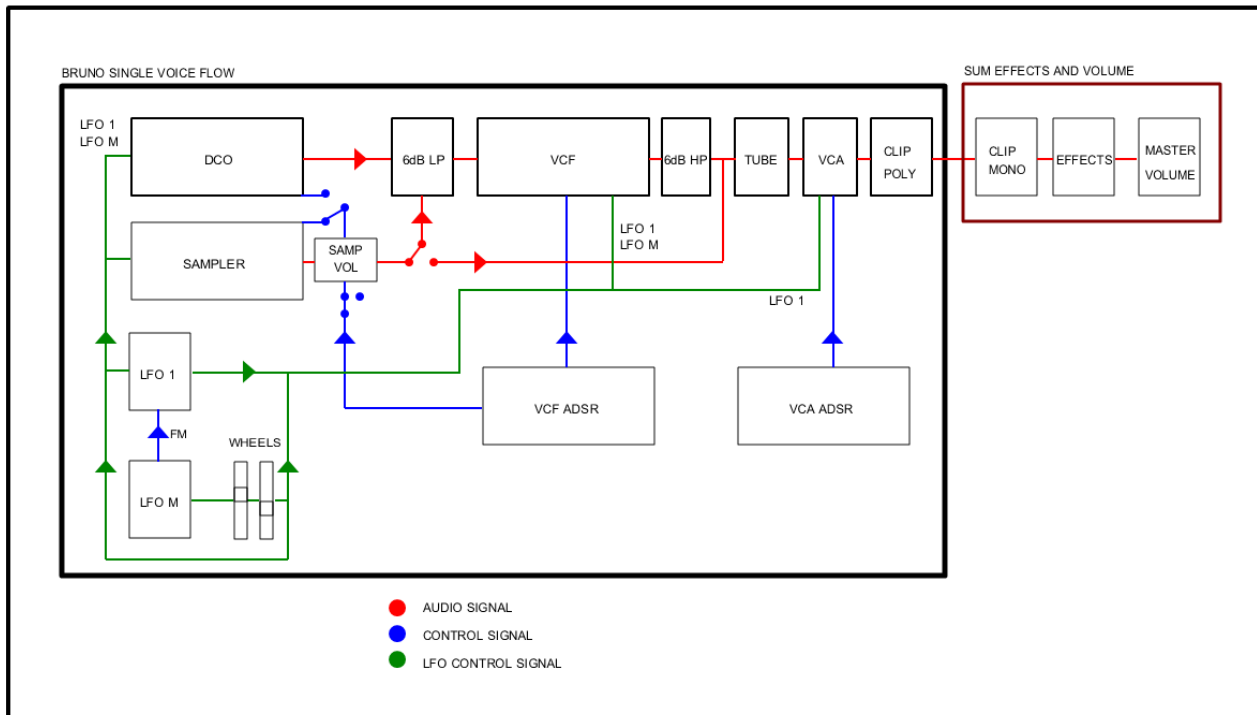 BRUNO SINGLE VOICE FLOW
SUM EFFECTS AND VOLUME
LFO 1
LFO M
DCO
6dB LP
VCF
6dB HP
TUBE
VCA
CLIP
POLY
CLIP
MONO
EFFECTS
MASTER
VOLUME
SAMPLER
SAMP
VOL
LFO 1
LFO M
LFO 1
LFO 1
VCF ADSR
VCA ADSR
FM
WHEELS
LFO M
AUDIO SIGNAL
CONTROL SIGNAL
LFO CONTROL SIGNAL